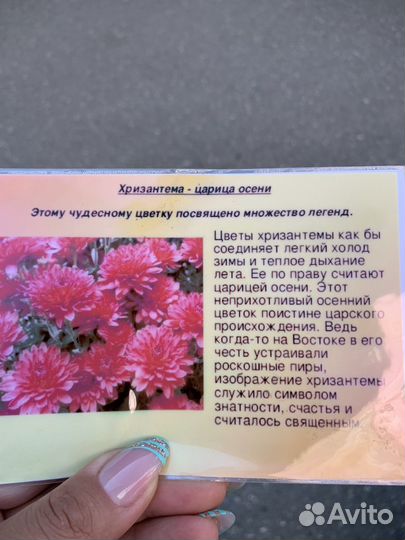 Хризантема - царица осени
Этому чудесному цветку посвящено множество легенд.
Цветы хризантемы как бы
соединяет легкий холод
зимы и теплое дыхание
лета. Ее по праву считают
царицей осени. Этот
неприхотливый осенний
цветок поистине царского
происхождения. Ведь
когда-то на Востоке в его
честь устраивали
роскошные пиры,
изображение хризантемы
служило символом
знатности, счастья и
считалось священным.
Avito